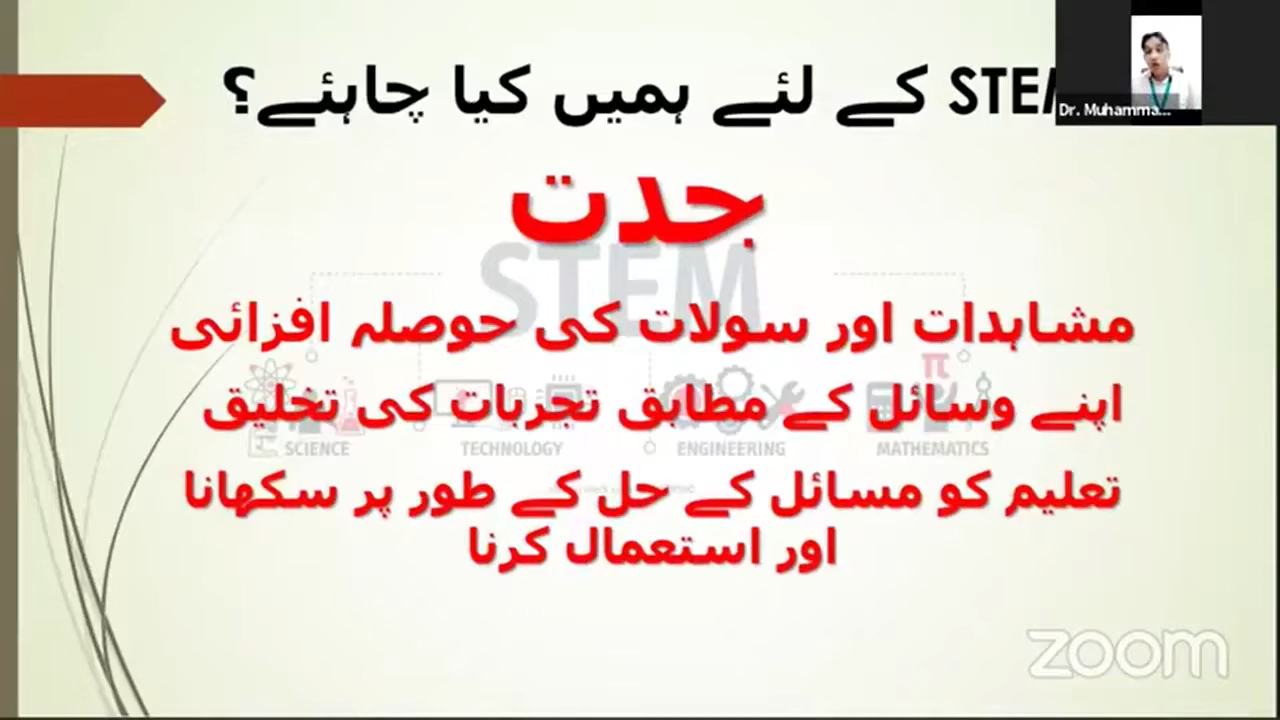 STEM کے لئے ہمیں کیا چاہئے؟
Dr. Muhamma...
جدت
STEM
مشاہدات اور سولات کی حوصلہ افزائی
اپنے وسائل کے مطابق تجربات کی تخلیق
SCIENCE
TECHNOLOGY
ENGINEERING
MATHEMATICS
تعلیم کو مسائل کے حل کے طور پر سکھانا
اور استعمال کرنا
zoom